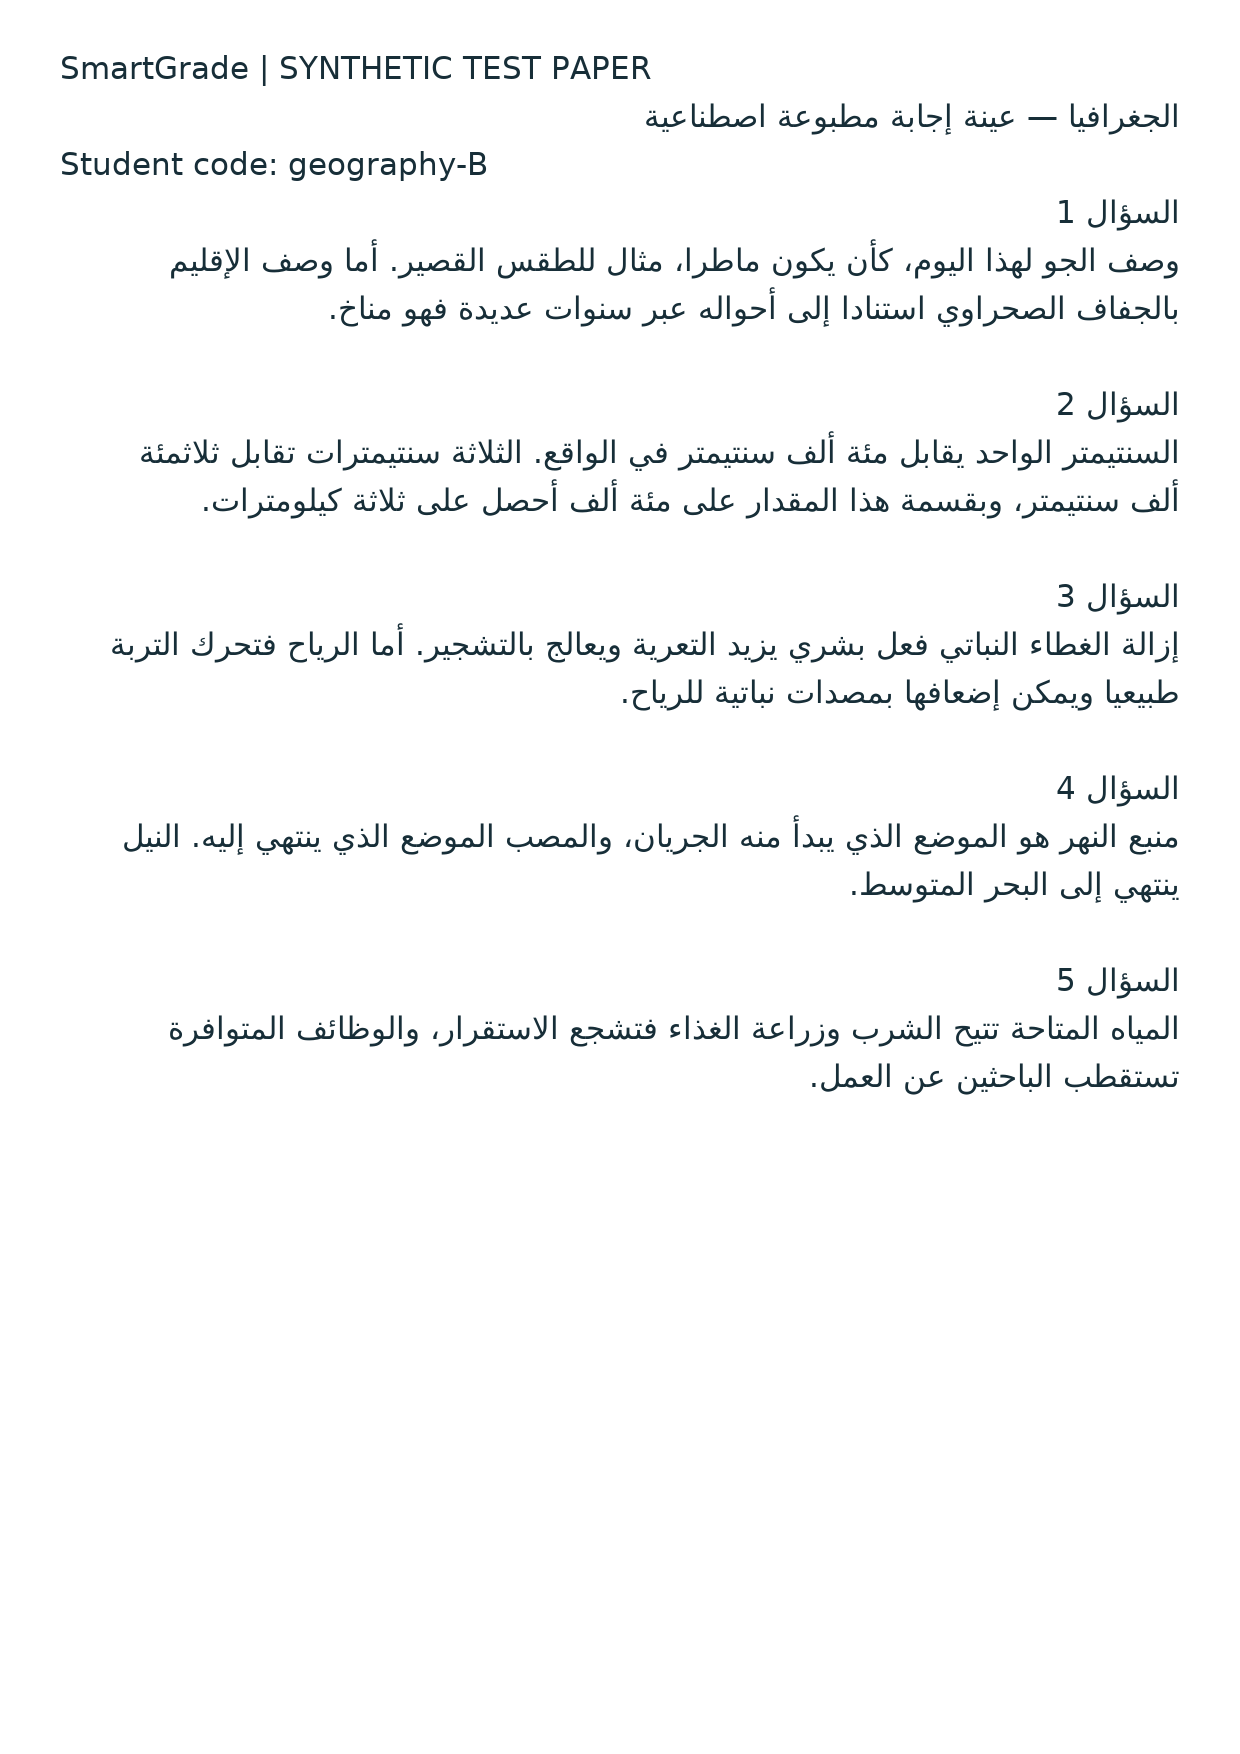 SmartGrade | SYNTHETIC TEST PAPER
الجغرافيا — عينة إجابة مطبوعة اصطناعية
Student code: geography-B
السؤال 1
وصف الجو لهذا اليوم، كأن يكون ماطرا، مثال للطقس القصير. أما وصف الإقليم
بالجفاف الصحراوي استنادا إلى أحواله عبر سنوات عديدة فهو مناخ.
السؤال 2
السنتيمتر الواحد يقابل مئة ألف سنتيمتر في الواقع. الثلاثة سنتيمترات تقابل ثلاثمئة
ألف سنتيمتر، وبقسمة هذا المقدار على مئة ألف أحصل على ثلاثة كيلومترات.
السؤال 3
إزالة الغطاء النباتي فعل بشري يزيد التعرية ويعالج بالتشجير. أما الرياح فتحرك التربة
طبيعيا ويمكن إضعافها بمصدات نباتية للرياح.
السؤال 4
منبع النهر هو الموضع الذي يبدأ منه الجريان، والمصب الموضع الذي ينتهي إليه. النيل
ينتهي إلى البحر المتوسط.
السؤال 5
المياه المتاحة تتيح الشرب وزراعة الغذاء فتشجع الاستقرار، والوظائف المتوافرة
تستقطب الباحثين عن العمل.